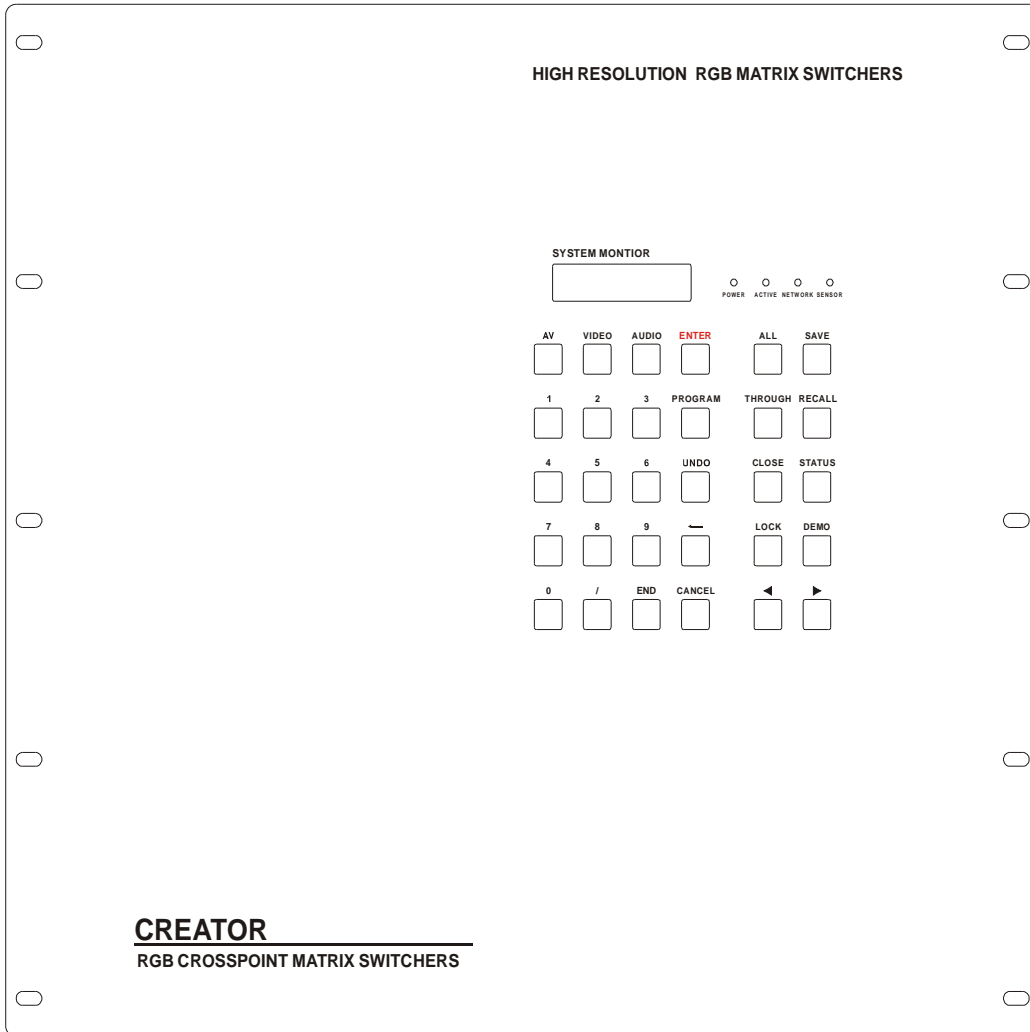 HIGH RESOLUTION RGB MATRIX SWITCHERS
SYSTEM MONTIOR
POWER ACTIVE NETWORK SENSOR
AV VIDEO AUDIO ENTER ALL SAVE
1 2 3 PROGRAM THROUGH RECALL
4 5 6 UNDO CLOSE STATUS
7 8 9 LOCK DEMO
0 / END CANCEL
CREATOR
RGB CROSSPOINT MATRIX SWITCHERS